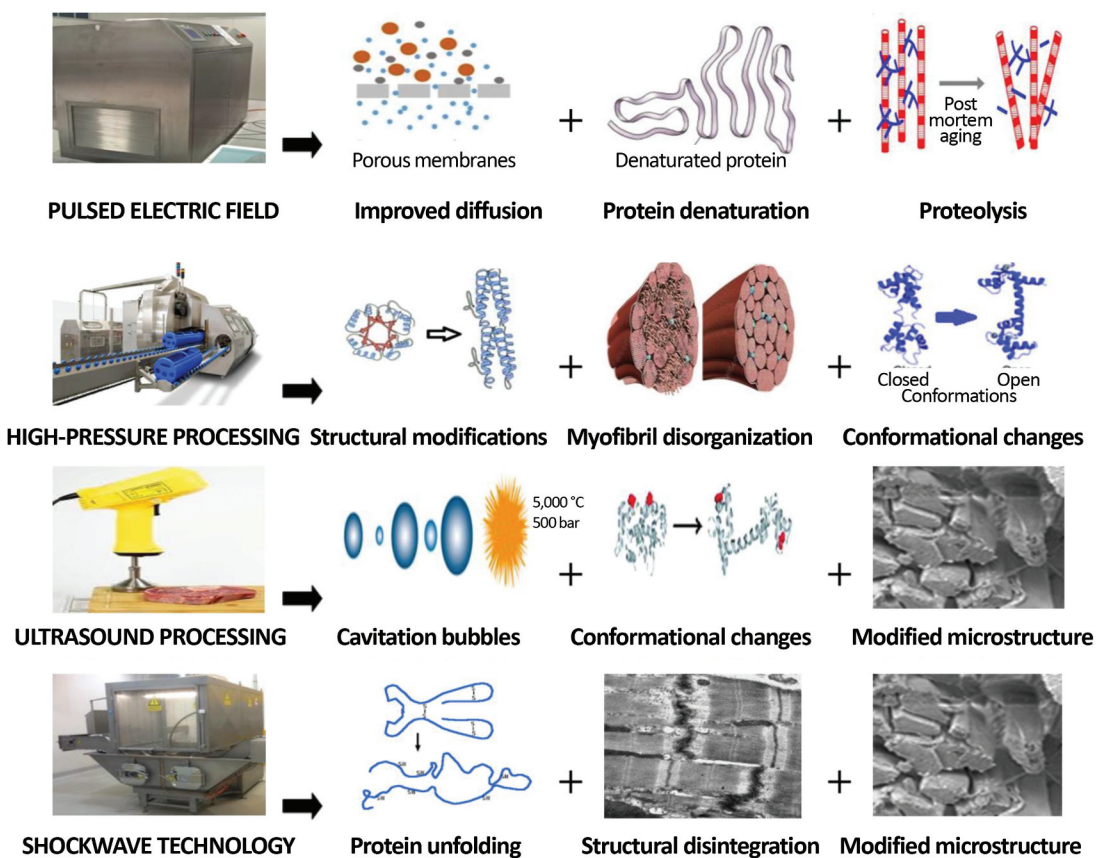 Porous membranes
Denaturated protein
Post
mortem
aging
PULSED ELECTRIC FIELD
Improved diffusion
Protein denaturation
Proteolysis
Closed
Open
Conformations
HIGH-PRESSURE PROCESSING
Structural modifications
Myofibril disorganization
Conformational changes
5,000 °C
500 bar
ULTRASOUND PROCESSING
Cavitation bubbles
Conformational changes
Modified microstructure
SHOCKWAVE TECHNOLOGY
Protein unfolding
Structural disintegration
Modified microstructure